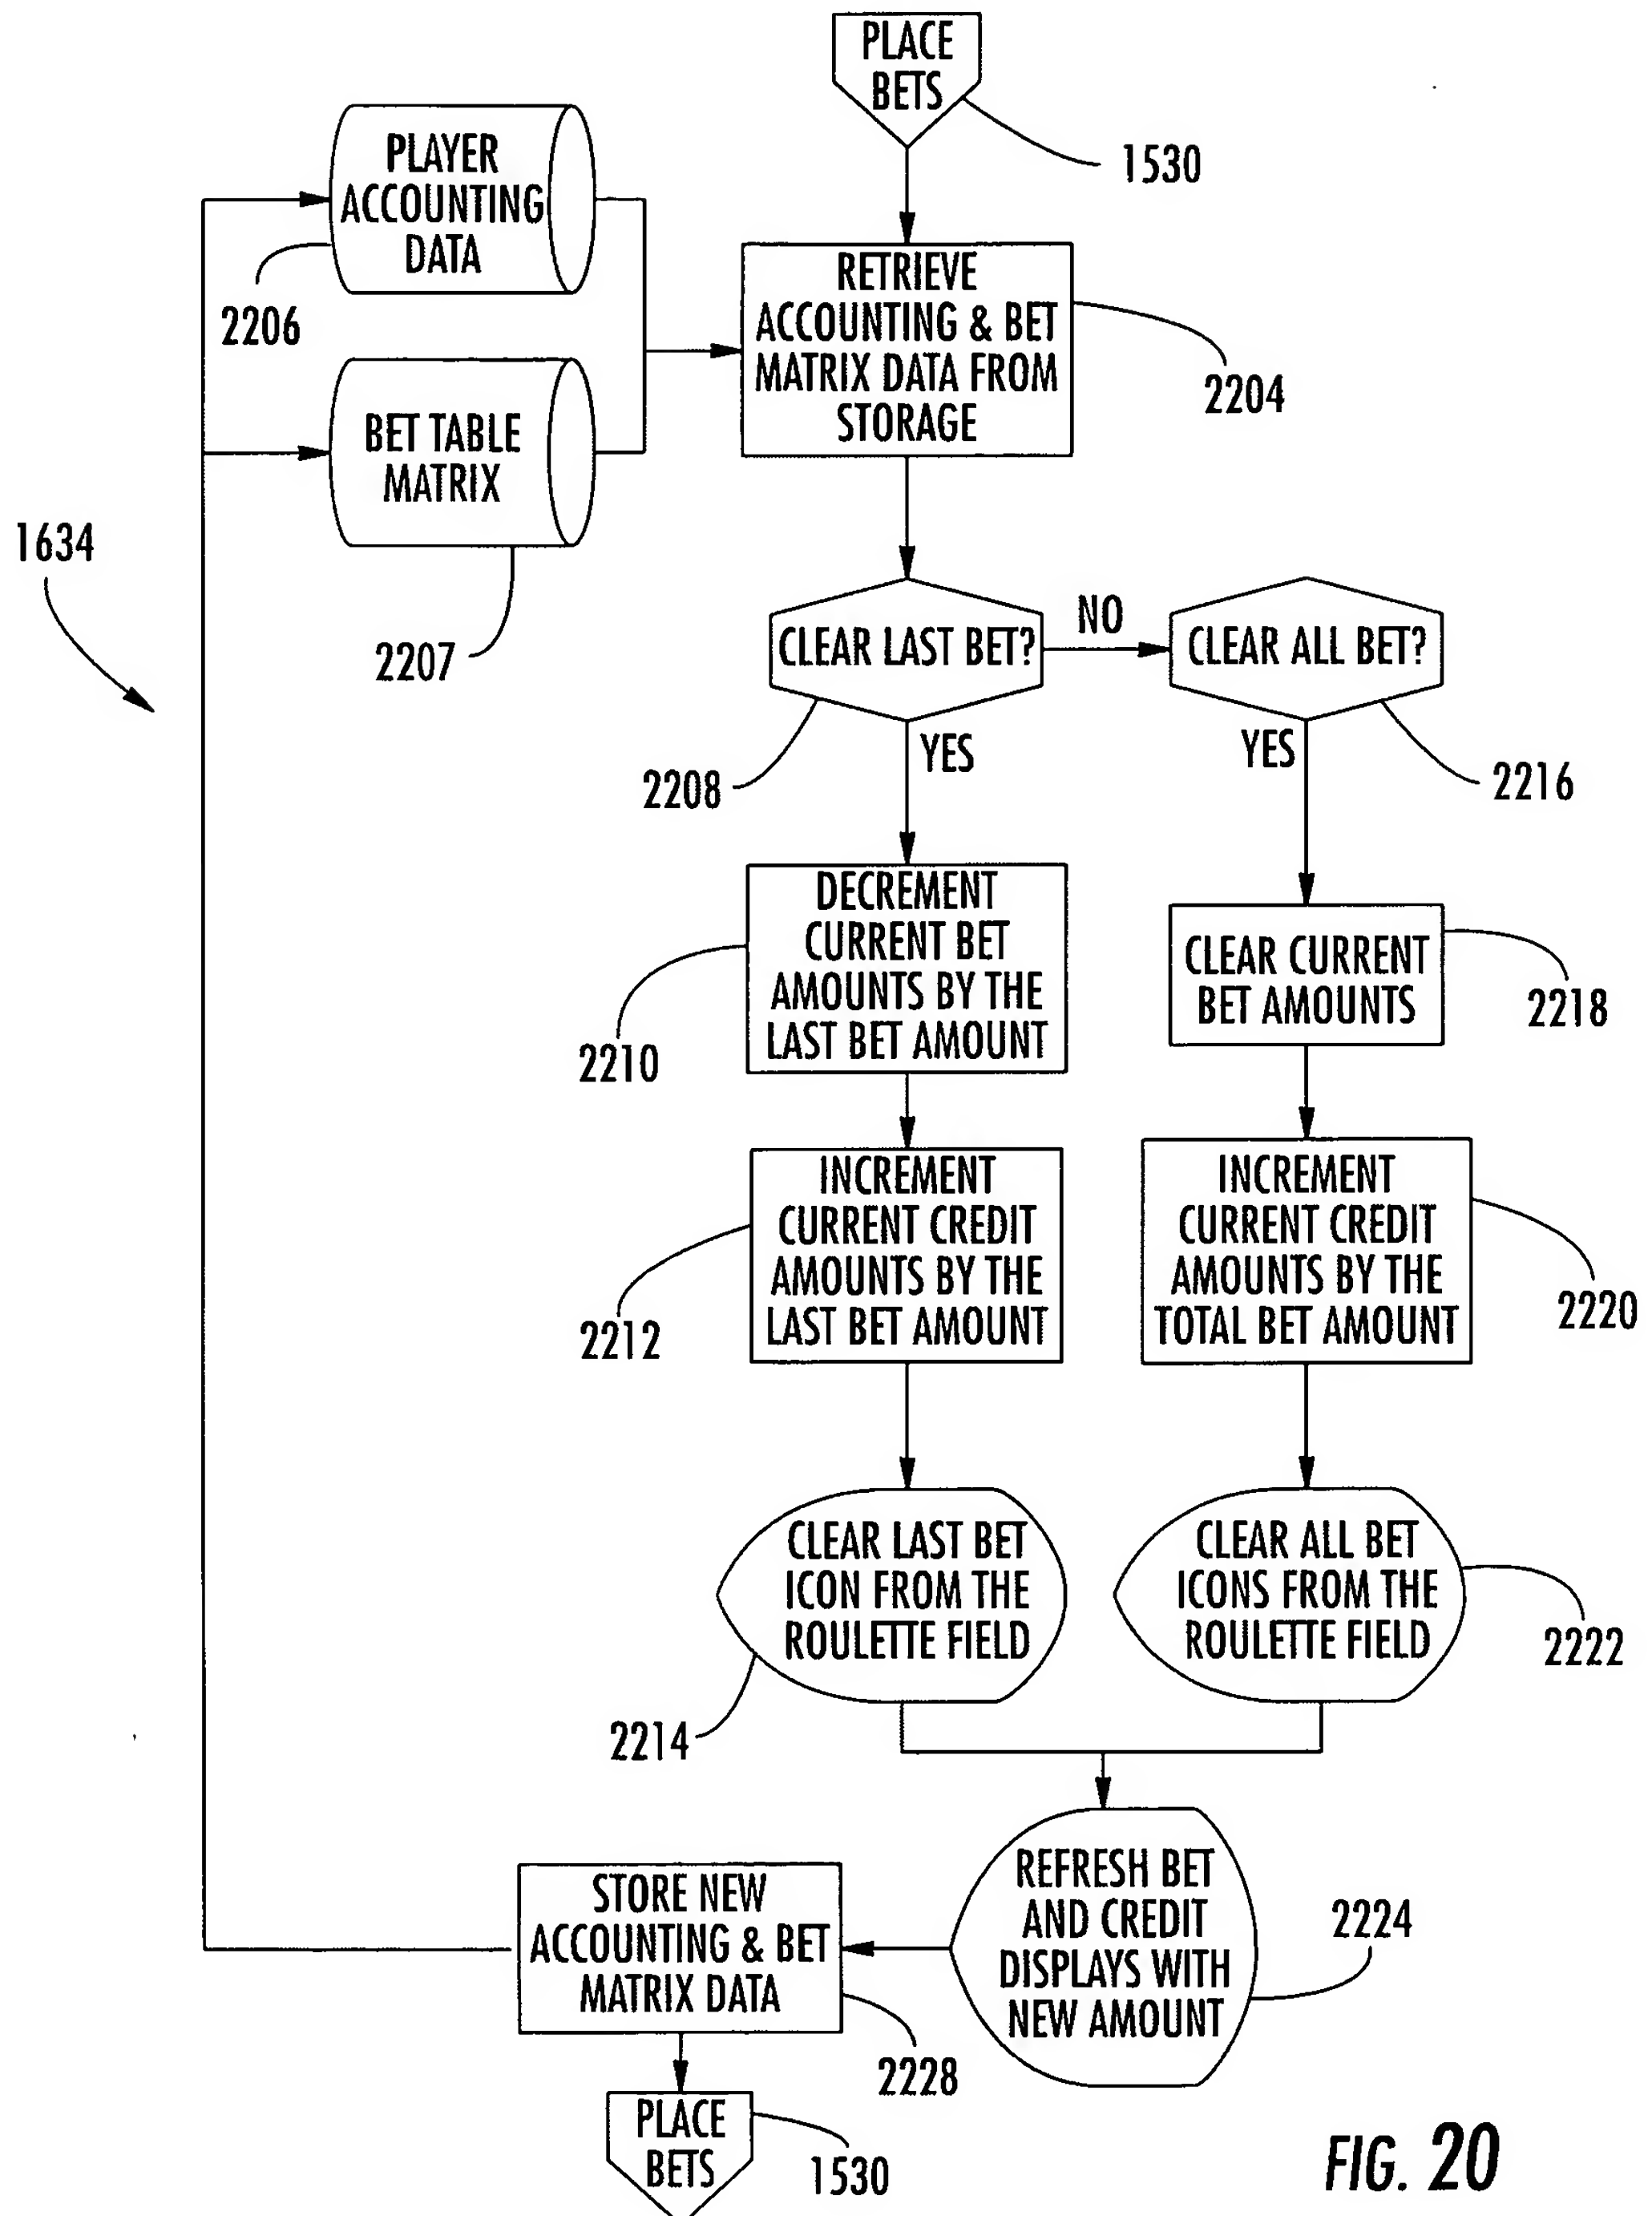 PLACE
BETS
1530
PLAYER
ACCOUNTING
DATA
2206
RETRIEVE
ACCOUNTING & BET
MATRIX DATA FROM
STORAGE
2204
BET TABLE
MATRIX
2207
1634
CLEAR LAST BET?
NO
CLEAR ALL BET?
2208
YES
YES
2216
DECREMENT
CURRENT BET
AMOUNTS BY THE
LAST BET AMOUNT
2210
CLEAR CURRENT
BET AMOUNTS
2218
INCREMENT
CURRENT CREDIT
AMOUNTS BY THE
LAST BET AMOUNT
2212
INCREMENT
CURRENT CREDIT
AMOUNTS BY THE
TOTAL BET AMOUNT
2220
CLEAR LAST BET
ICON FROM THE
ROULETTE FIELD
2214
CLEAR ALL BET
ICONS FROM THE
ROULETTE FIELD
2222
REFRESH BET
AND CREDIT
DISPLAYS WITH
NEW AMOUNT
2224
STORE NEW
ACCOUNTING & BET
MATRIX DATA
2228
PLACE
BETS
1530
FIG. 20